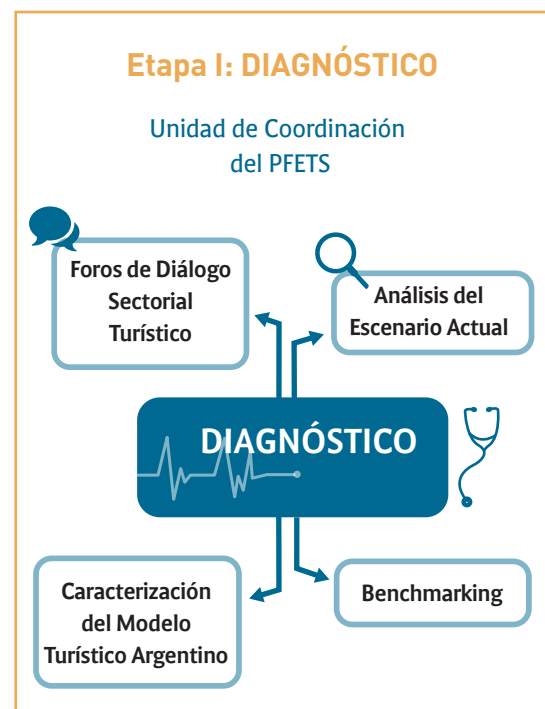 Etapa I: DIAGNÓSTICO
Unidad de Coordinación
del PFETS
Foros de Diálogo
Sectorial
Turístico
Análisis del
Escenario Actual
DIAGNÓSTICO
Caracterización
del Modelo
Turístico Argentino
Benchmarking